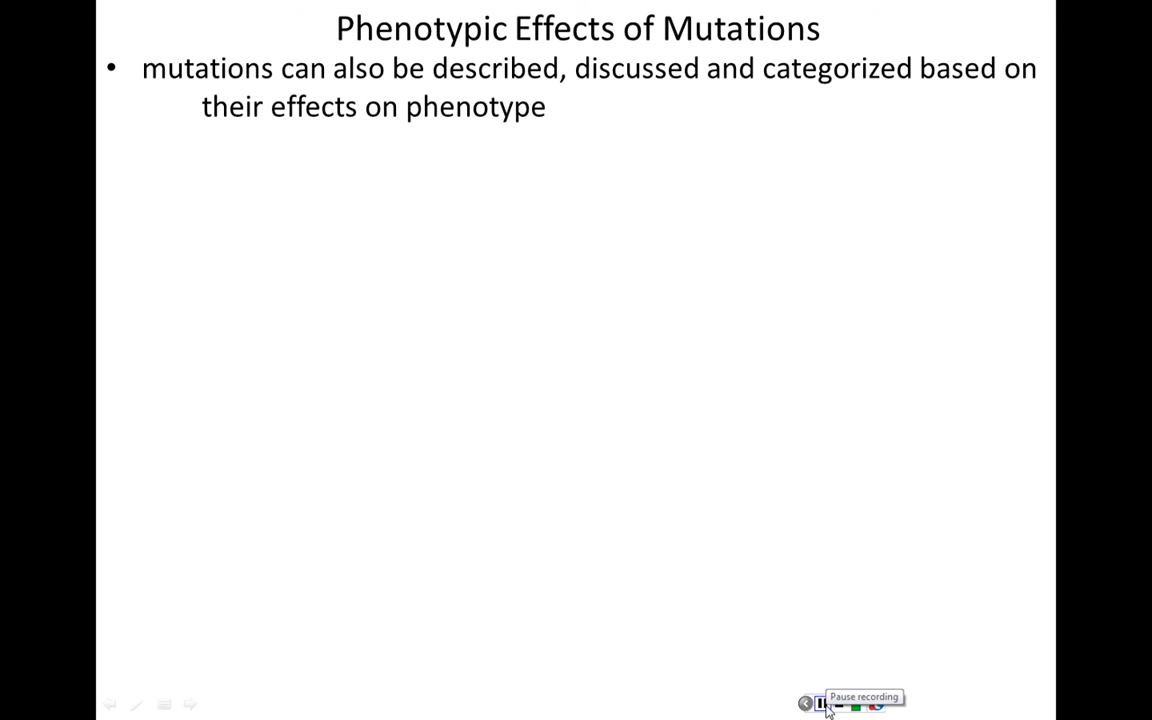 Phenotypic Effects of Mutations
• mutations can also be described, discussed and categorized based on
their effects on phenotype
Pause recording